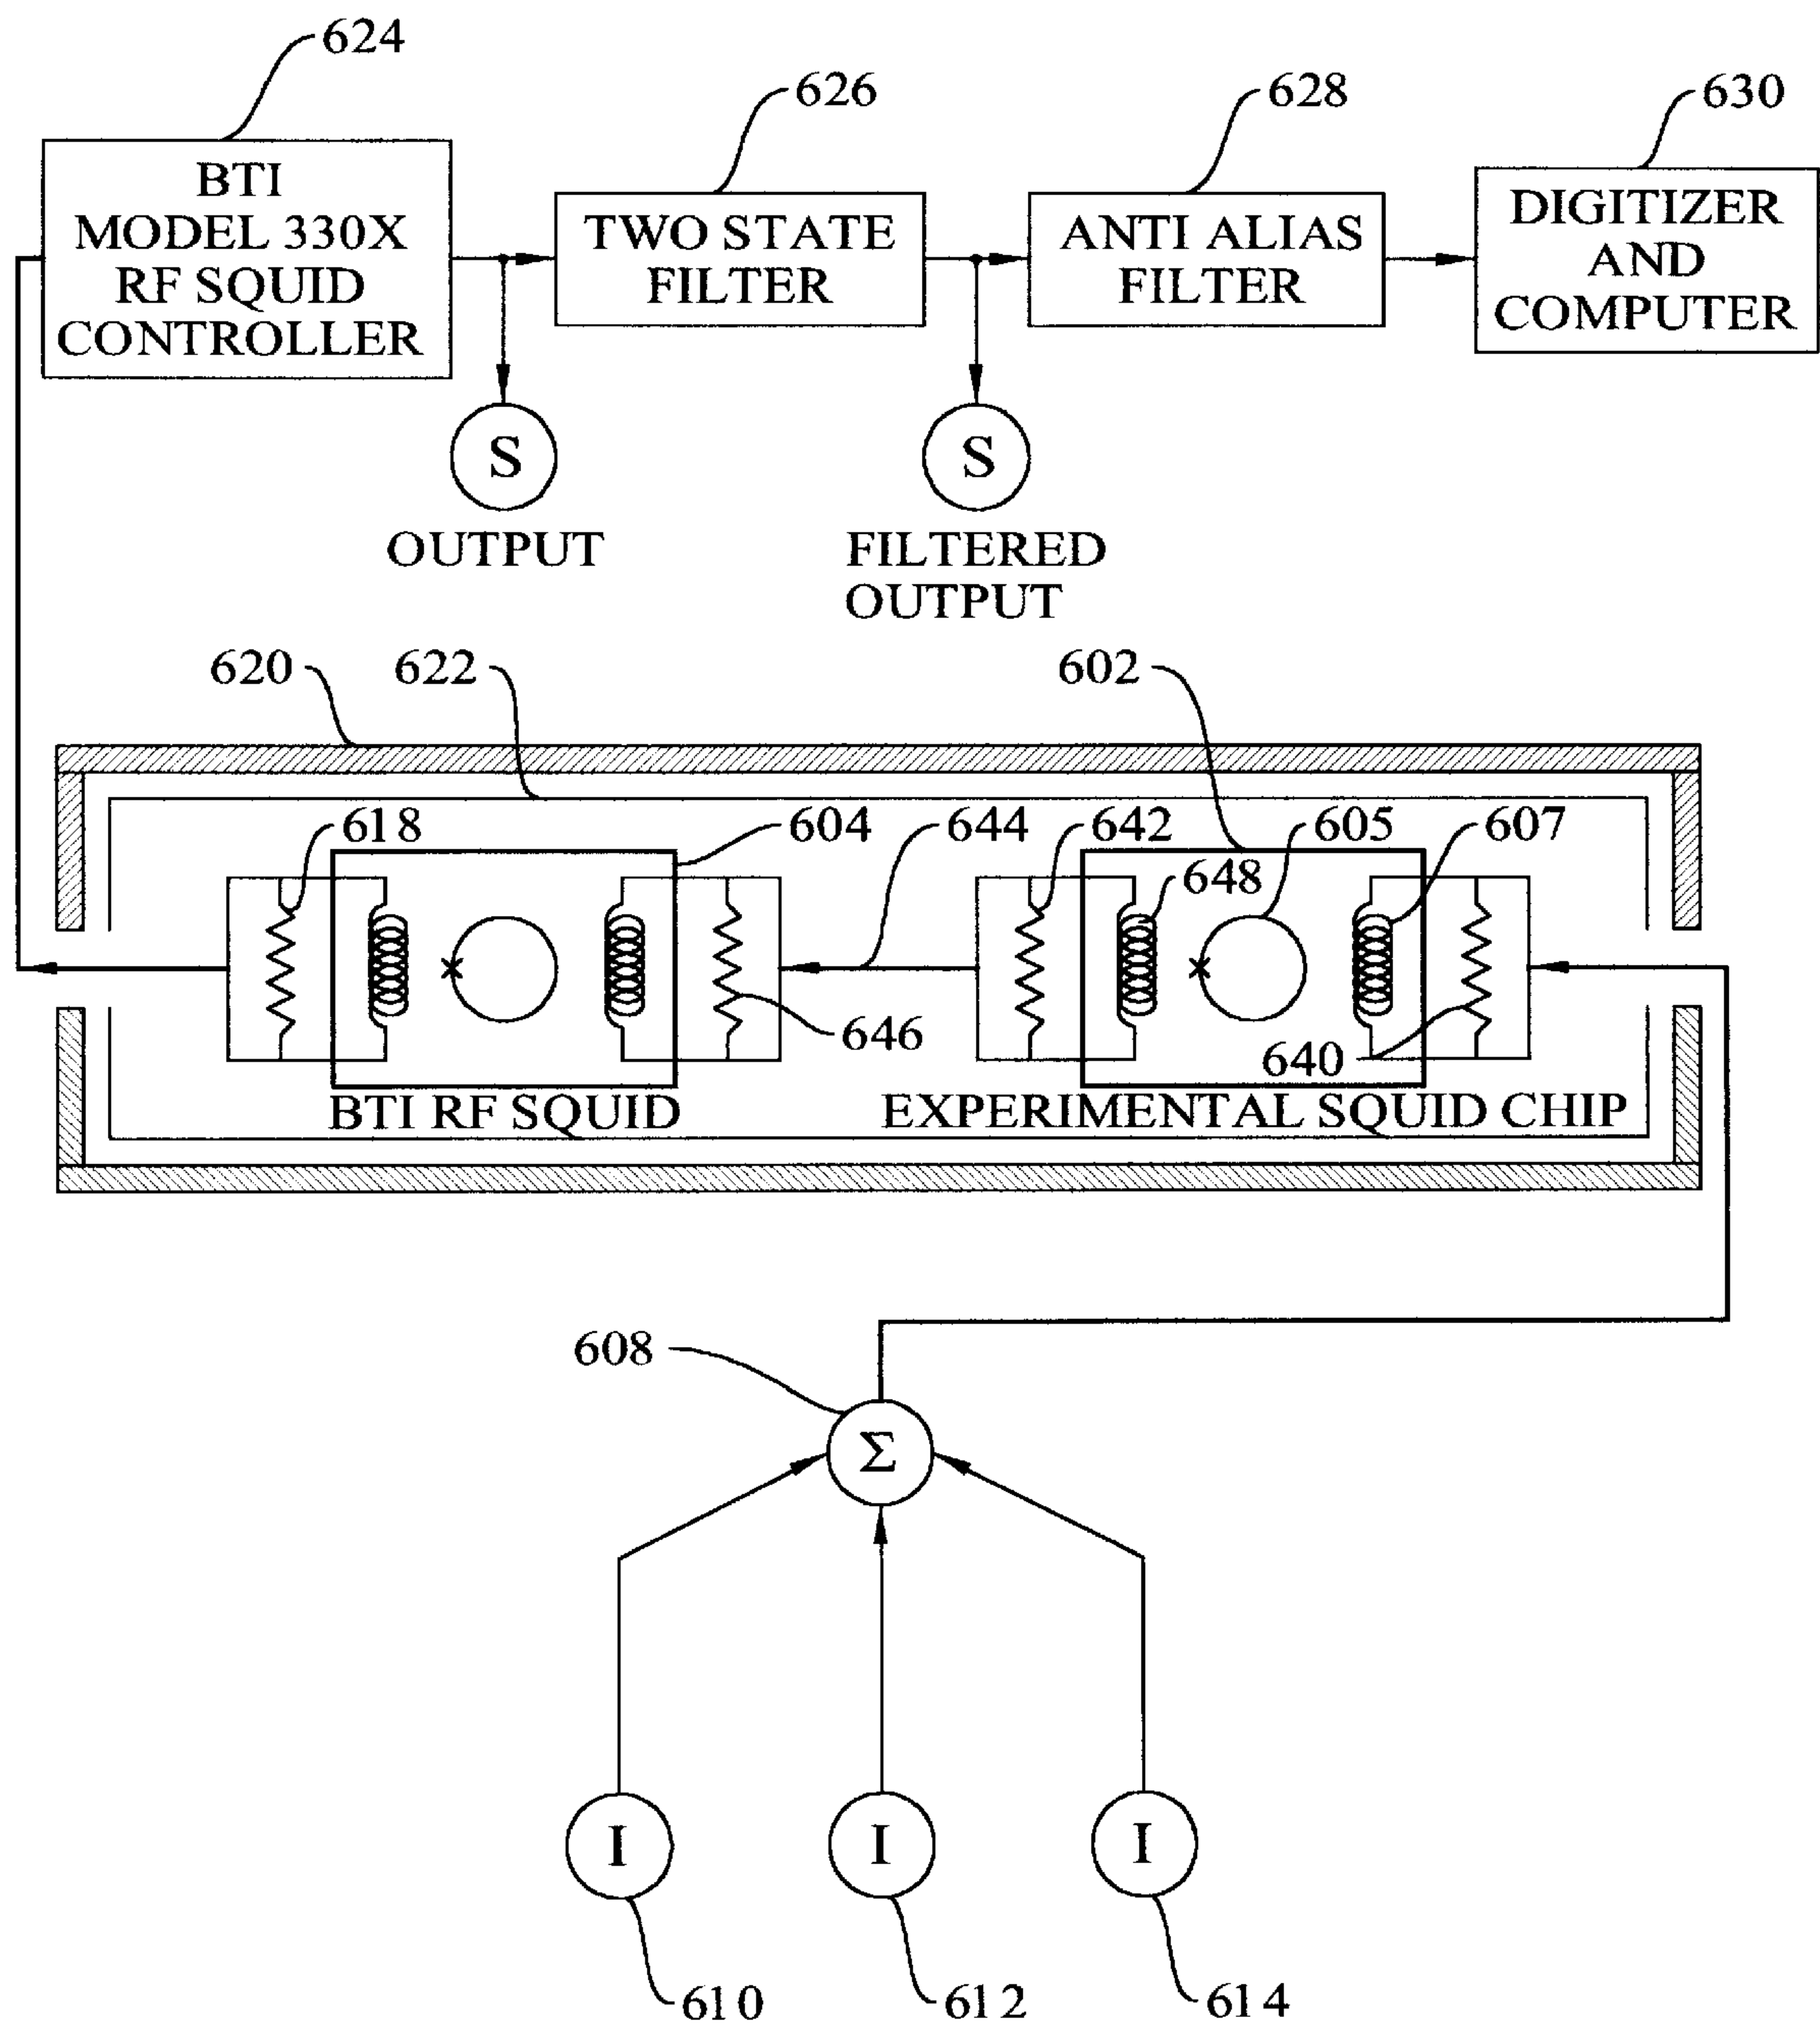 624
626
628
630
BTI
MODEL 330X
RF SQUID
CONTROLLER
TWO STATE
FILTER
ANTI ALIAS
FILTER
DIGITIZER
AND
COMPUTER
S
S
OUTPUT
FILTERED
OUTPUT
620
622
602
618
604
644
642
605
607
648
646
640
BTI RF SQUID
EXPERIMENTAL SQUID CHIP
608
Σ
I
I
I
610
612
614